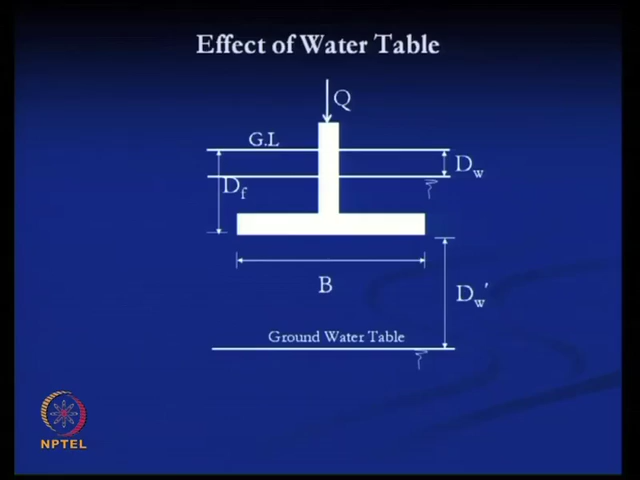 Effect of Water Table
Q
G.L
Dw
Df
B
Dw'
Ground Water Table
NPTEL